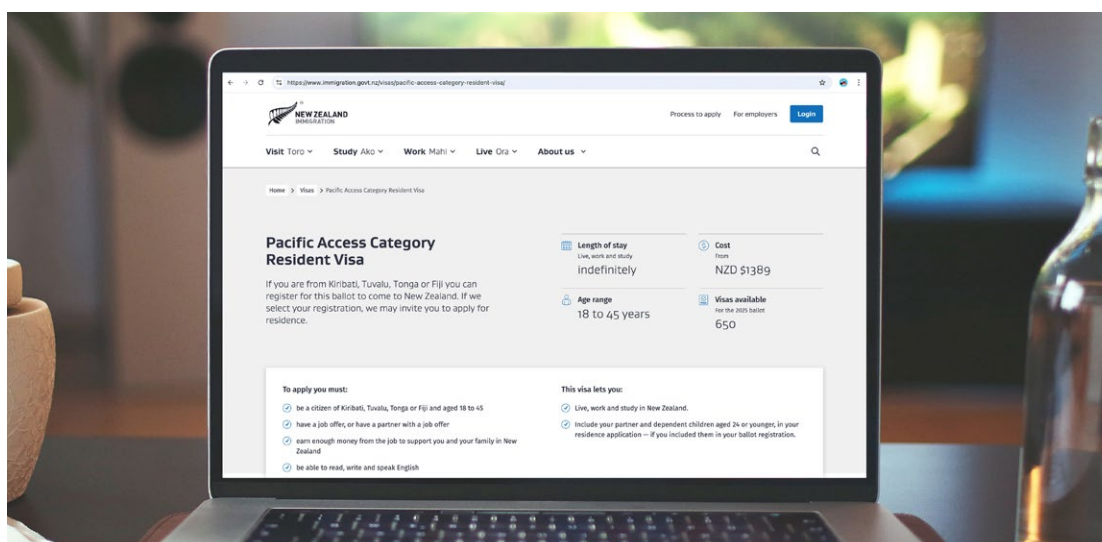 https://www.immigration.govt.nz/visas/pacific-access-category-resident-visa/
NEW ZEALAND
IMMIGRATION
Process to apply For employers Login
Visit Toro Study Ako Work Mahi Live Ora About us
Home > Visas > Pacific Access Category Resident Visa
Pacific Access Category
Resident Visa
If you are from Kiribati, Tuvalu, Tonga or Fiji you can
register for this ballot to come to New Zealand. If we
select your registration, we may invite you to apply for
residence.
Length of stay
Live, work and study
indefinitely
Cost
From
NZD $1389
Age range
18 to 45 years
Visas available
For the 2025 ballot
650
To apply you must:
be a citizen of Kiribati, Tuvalu, Tonga or Fiji and aged 18 to 45
have a job offer, or have a partner with a job offer
earn enough money from the job to support you and your family in New
Zealand
be able to read, write and speak English
This visa lets you:
Live, work and study in New Zealand.
Include your partner and dependent children aged 24 or younger, in your
residence application — if you included them in your ballot registration.